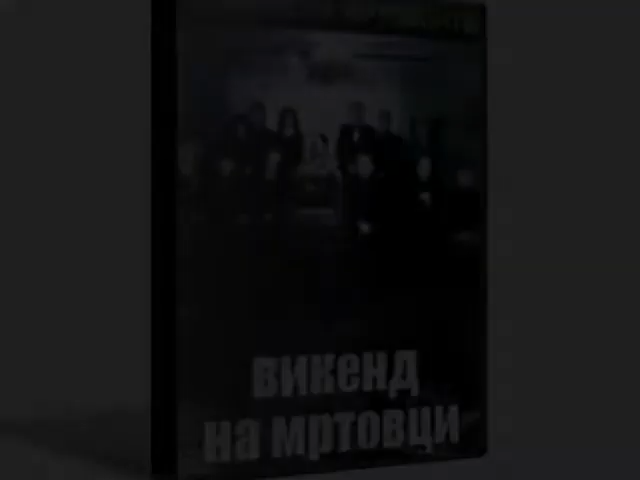 викенд
на мртовци